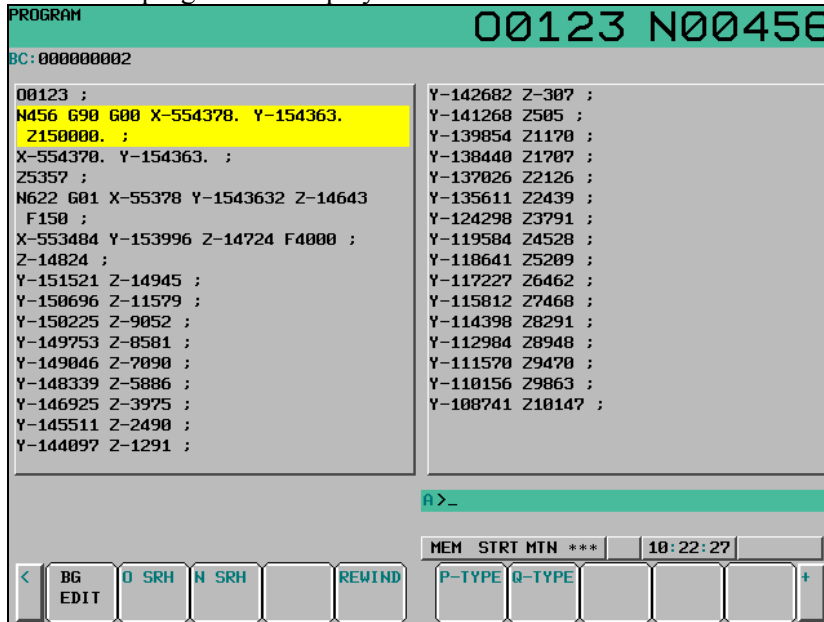 PROGRAM
O0123 N00456
BC:000000002
O0123 ;
N456 G90 G00 X-554378. Y-154363.
Z150000. ;
X-554370. Y-154363. ;
Z5357 ;
N622 G01 X-55378 Y-1543632 Z-14643
F150 ;
X-553484 Y-153996 Z-14724 F4000 ;
Z-14824 ;
Y-151521 Z-14945 ;
Y-150696 Z-11579 ;
Y-150225 Z-9052 ;
Y-149753 Z-8581 ;
Y-149046 Z-7090 ;
Y-148339 Z-5886 ;
Y-146925 Z-3975 ;
Y-145511 Z-2490 ;
Y-144097 Z-1291 ;
Y-142682 Z-307 ;
Y-141268 Z505 ;
Y-139854 Z1170 ;
Y-138440 Z1707 ;
Y-137026 Z2126 ;
Y-135611 Z2439 ;
Y-124298 Z3791 ;
Y-119584 Z4528 ;
Y-118641 Z5209 ;
Y-117227 Z6462 ;
Y-115812 Z7468 ;
Y-114398 Z8291 ;
Y-112984 Z8948 ;
Y-111570 Z9470 ;
Y-110156 Z9863 ;
Y-108741 Z10147 ;
A>_
MEM STRT MTN *** 10:22:27
< BG EDIT O SRH N SRH REWIND P-TYPE Q-TYPE +